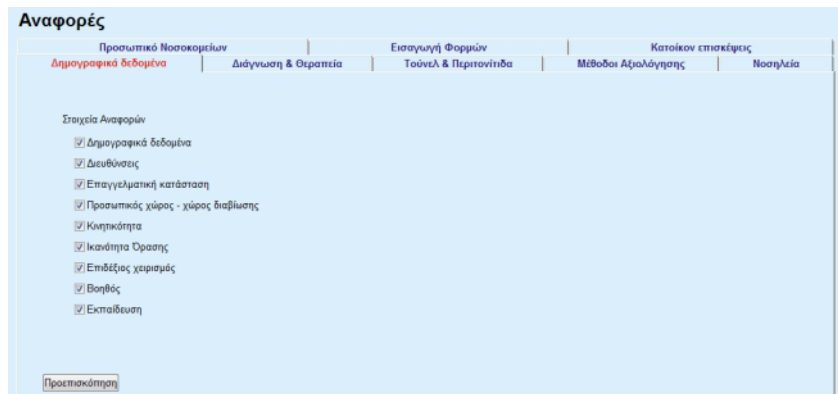 Αναφορές
Προσωπικό Νοσοκομείων Εισαγωγή Φορμών Κατοίκον επισκέψεις
Δημογραφικά δεδομένα Διάγνωση & Θεραπεία Τούνελ & Περιτονίτιδα Μέθοδοι Αξιολόγησης Νοσηλεία
Στοιχεία Αναφορών
Δημογραφικά δεδομένα
Διευθύνσεις
Επαγγελματική κατάσταση
Προσωπικός χώρος - χώρος διαβίωσης
Κινητικότητα
Ικανότητα Όρασης
Επιδέξιος χειρισμός
Βοηθός
Εκπαίδευση
Προεπισκόπηση